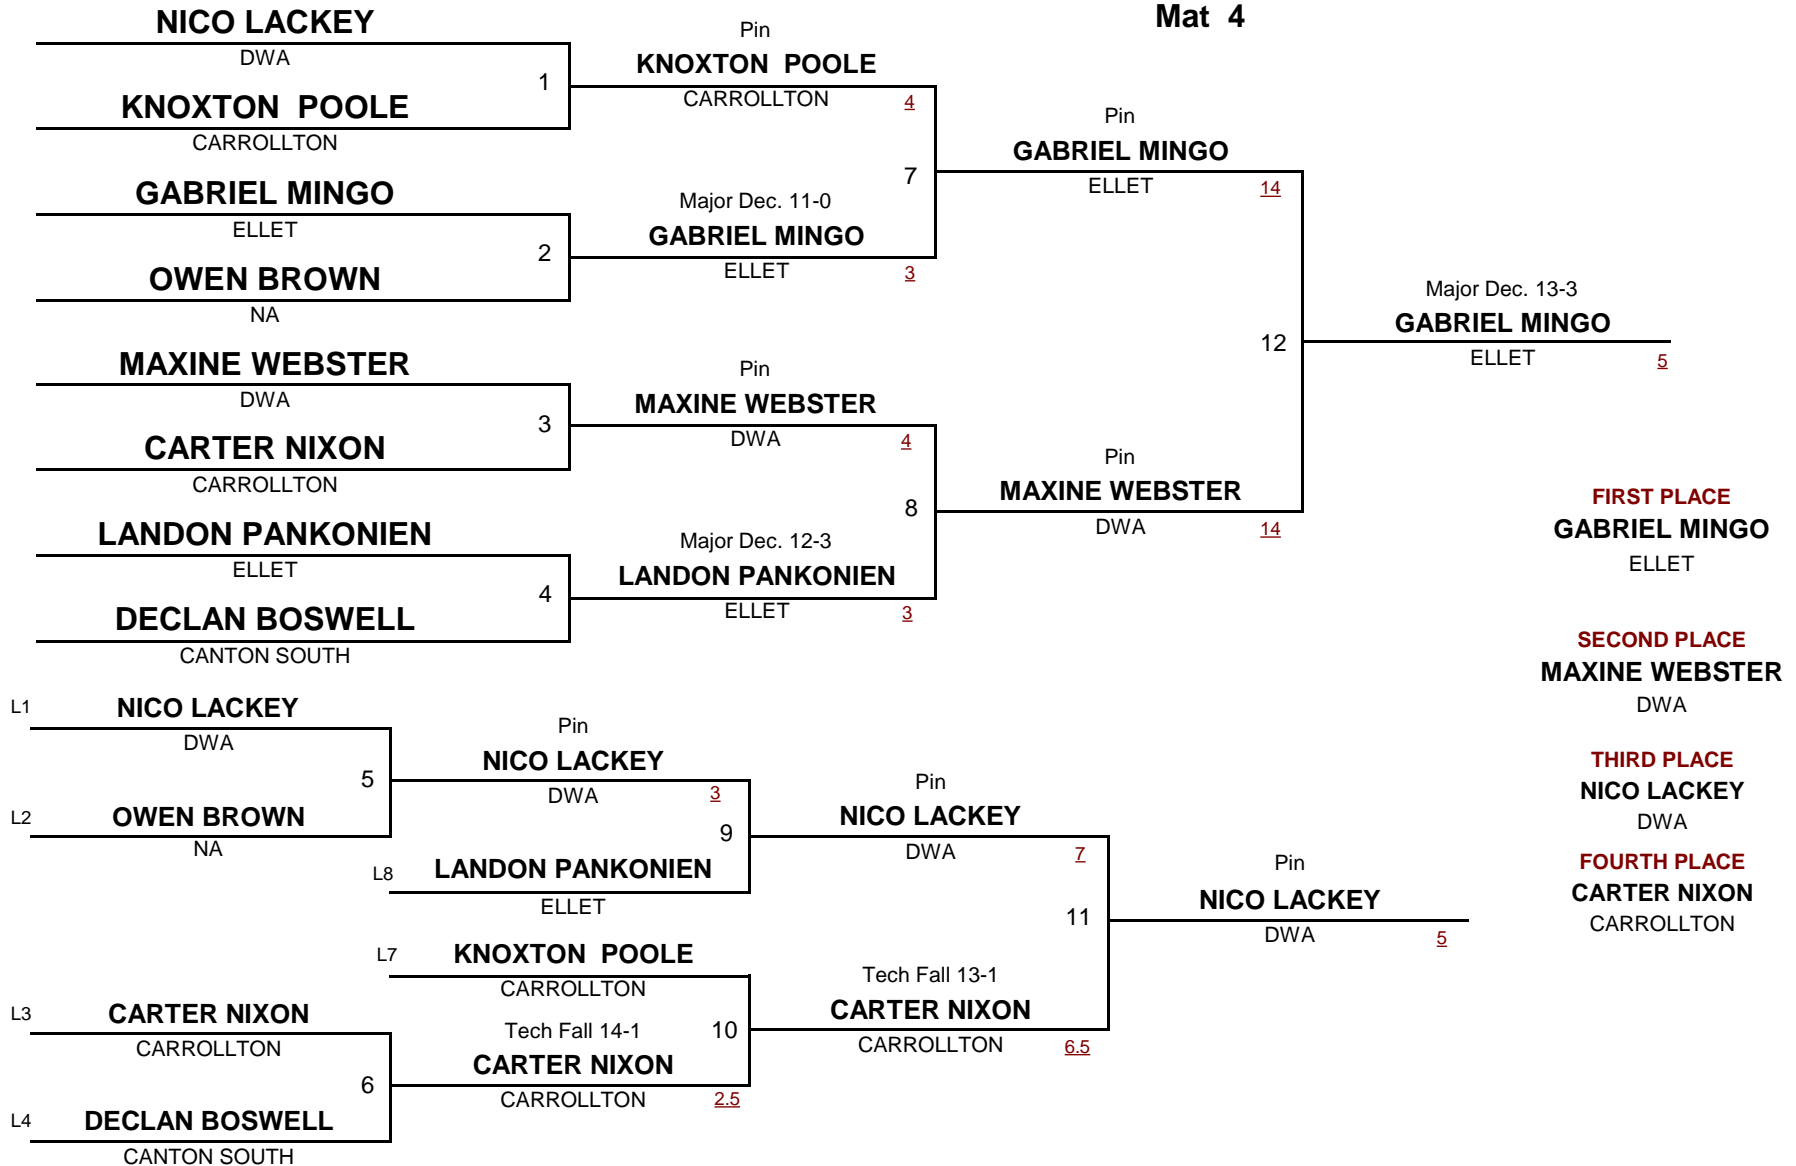 Mat  4
NICO LACKEY
DWA
1
KNOXTON  POOLE
CARROLLTON
Pin
KNOXTON  POOLE
CARROLLTON
4
GABRIEL MINGO
ELLET
2
OWEN BROWN
NA
Major Dec. 11-0
GABRIEL MINGO
ELLET
3
7
Pin
GABRIEL MINGO
ELLET
14
MAXINE WEBSTER
DWA
3
CARTER NIXON
CARROLLTON
Pin
MAXINE WEBSTER
DWA
4
LANDON PANKONIEN
ELLET
4
DECLAN BOSWELL
CANTON SOUTH
Major Dec. 12-3
LANDON PANKONIEN
ELLET
3
8
Pin
MAXINE WEBSTER
DWA
14
12
Major Dec. 13-3
GABRIEL MINGO
ELLET
5
FIRST PLACE
GABRIEL MINGO
ELLET
SECOND PLACE
MAXINE WEBSTER
DWA
THIRD PLACE
NICO LACKEY
DWA
FOURTH PLACE
CARTER NIXON
CARROLLTON
L1
NICO LACKEY
DWA
5
L2
OWEN BROWN
NA
Pin
NICO LACKEY
DWA
3
9
L8
LANDON PANKONIEN
ELLET
Pin
NICO LACKEY
DWA
7
L7
KNOXTON  POOLE
CARROLLTON
L3
CARTER NIXON
CARROLLTON
6
L4
DECLAN BOSWELL
CANTON SOUTH
Tech Fall 14-1
CARTER NIXON
CARROLLTON
2.5
10
Tech Fall 13-1
CARTER NIXON
CARROLLTON
6.5
11
Pin
NICO LACKEY
DWA
5